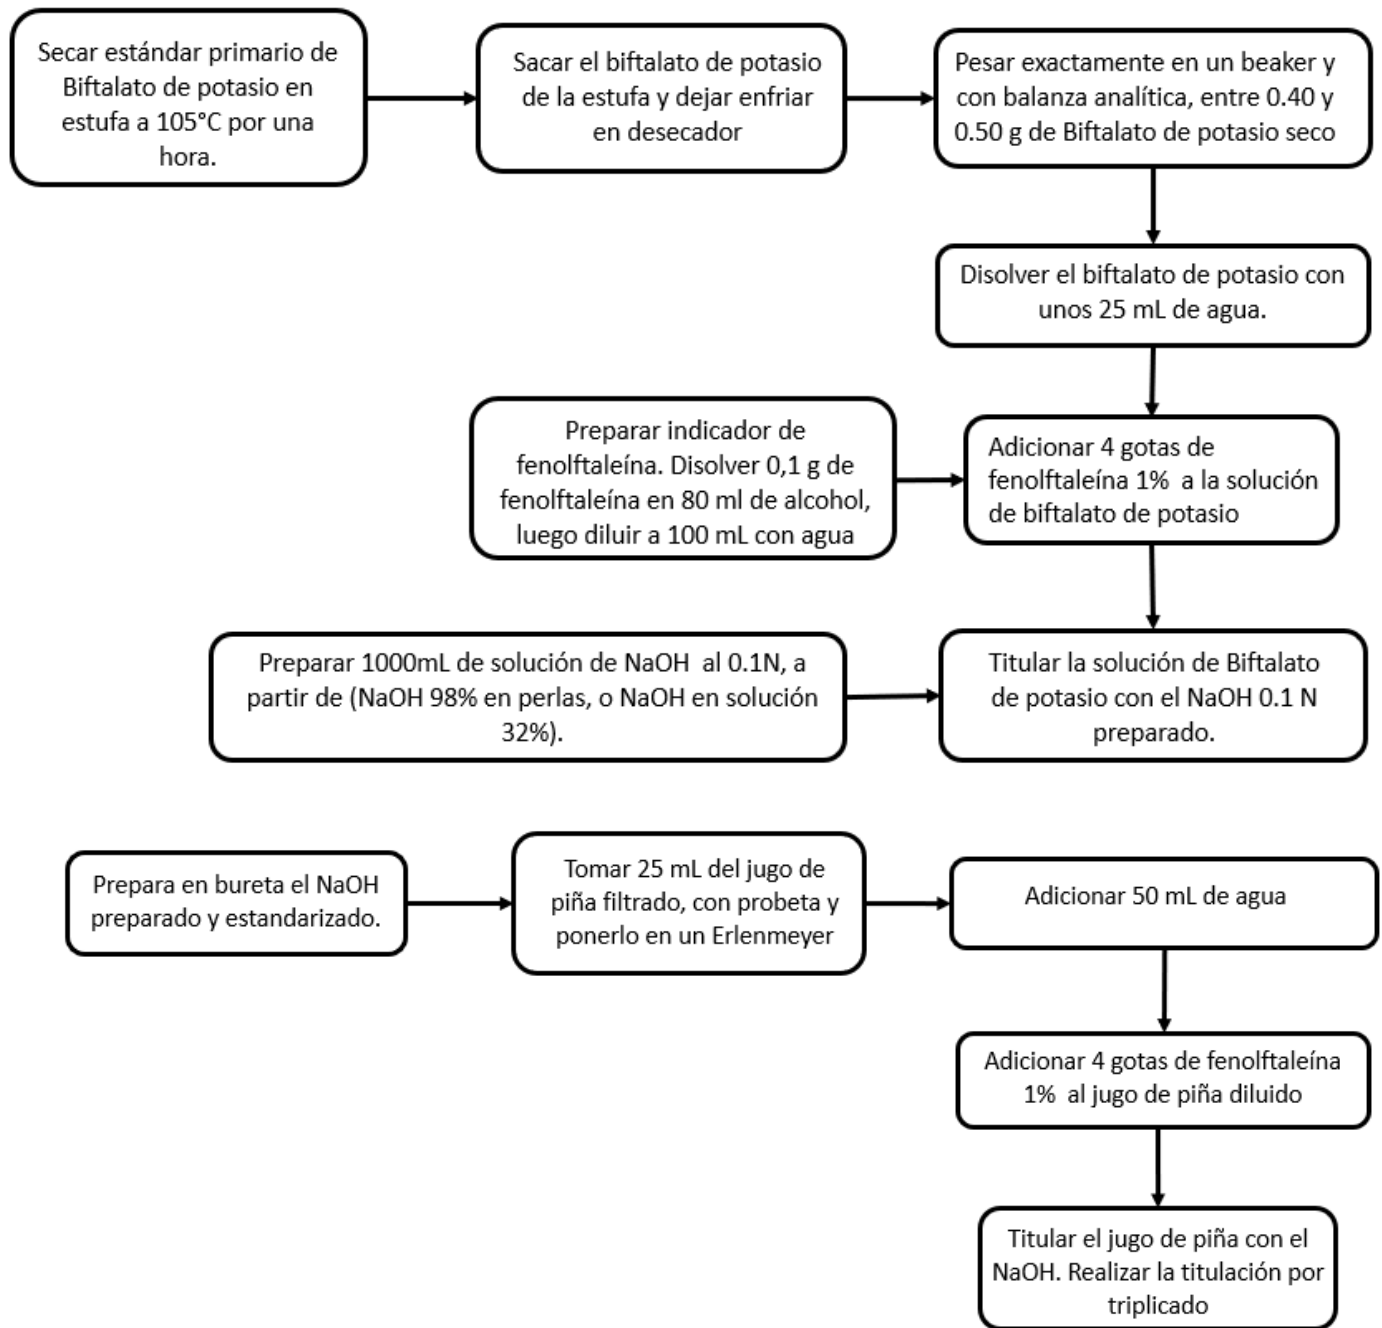 Secar estándar primario de
Biftalato de potasio en
estufa a 105°C por una
hora.
Sacar el biftalato de potasio
de la estufa y dejar enfriar
en desecador
Pesar exactamente en un beaker y
con balanza analítica, entre 0.40 y
0.50 g de Biftalato de potasio seco
Disolver el biftalato de potasio con
unos 25 mL de agua.
Preparar indicador de
fenolftaleína. Disolver 0,1 g de
fenolftaleína en 80 ml de alcohol,
luego diluir a 100 mL con agua
Adicionar 4 gotas de
fenolftaleína 1% a la solución
de biftalato de potasio
Preparar 1000mL de solución de NaOH al 0.1N, a
partir de (NaOH 98% en perlas, o NaOH en solución
32%).
Titular la solución de Biftalato
de potasio con el NaOH 0.1 N
preparado.
Prepara en bureta el NaOH
preparado y estandarizado.
Tomar 25 mL del jugo de
piña filtrado, con probeta y
ponerlo en un Erlenmeyer
Adicionar 50 mL de agua
Adicionar 4 gotas de fenolftaleína
1% al jugo de piña diluido
Titular el jugo de piña con el
NaOH. Realizar la titulación por
triplicado